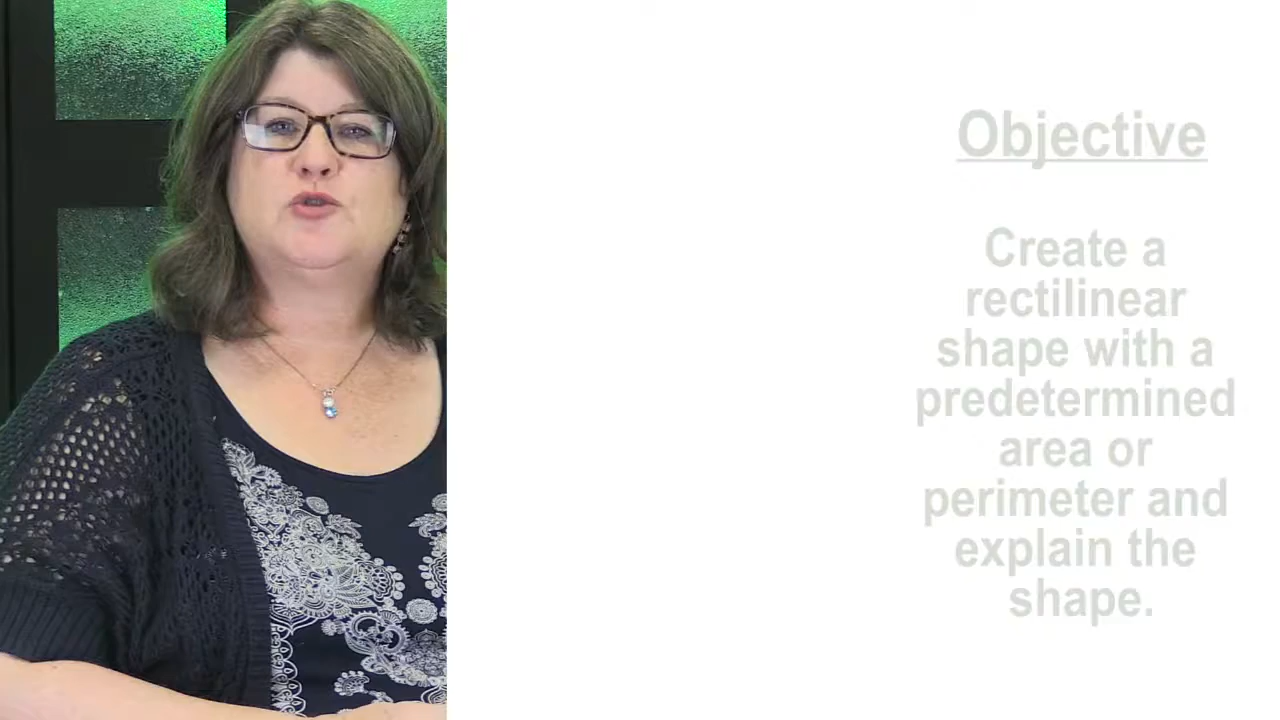 Objective
Create a
rectilinear
shape with a
predetermined
area or
perimeter and
explain the
shape.